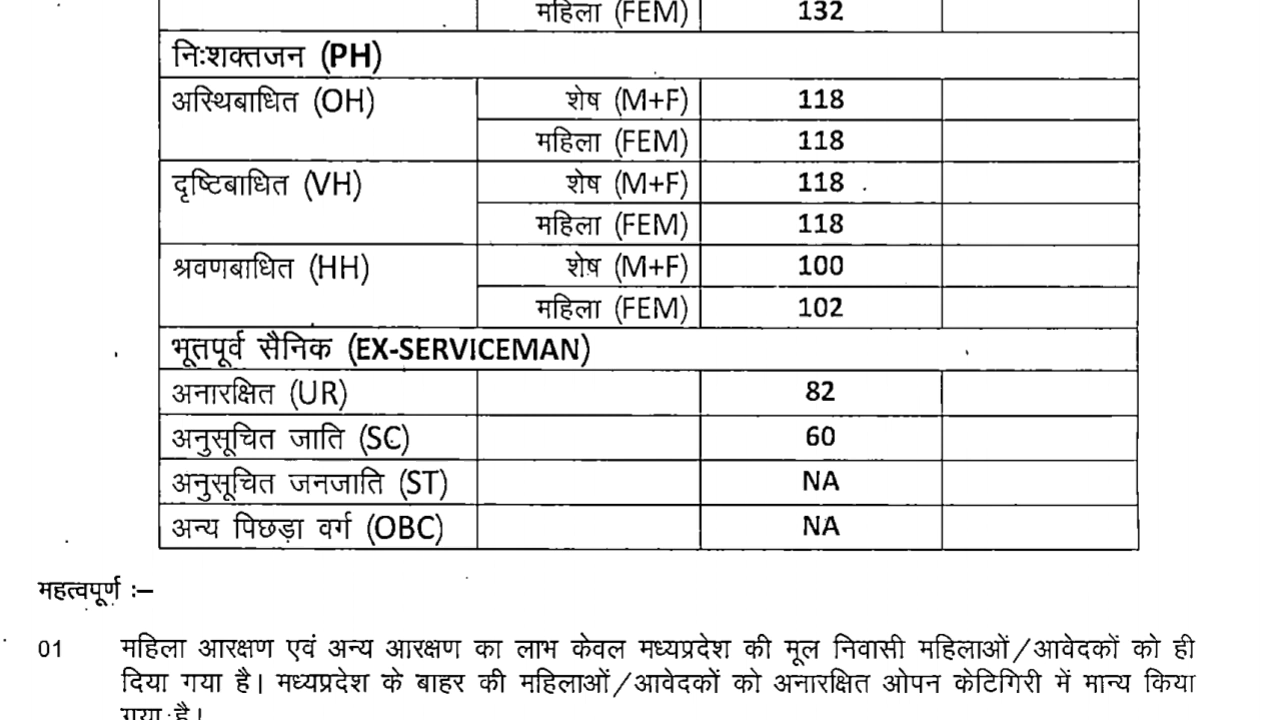 महिला (FEM) 132
निःशक्तजन (PH)
अस्थिबाधित (OH) शेष (M+F) 118
महिला (FEM) 118
दृष्टिबाधित (VH) शेष (M+F) 118
महिला (FEM) 118
श्रवणबाधित (HH) शेष (M+F) 100
महिला (FEM) 102
भूतपूर्व सैनिक (EX-SERVICEMAN)
अनारक्षित (UR) 82
अनुसूचित जाति (SC) 60
अनुसूचित जनजाति (ST) NA
अन्य पिछड़ा वर्ग (OBC) NA
महत्वपूर्ण :–
01 महिला आरक्षण एवं अन्य आरक्षण का लाभ केवल मध्यप्रदेश की मूल निवासी महिलाओं/आवेदकों को ही
दिया गया है। मध्यप्रदेश के बाहर की महिलाओं/आवेदकों को अनारक्षित ओपन केटिगिरी में मान्य किया
गया है।